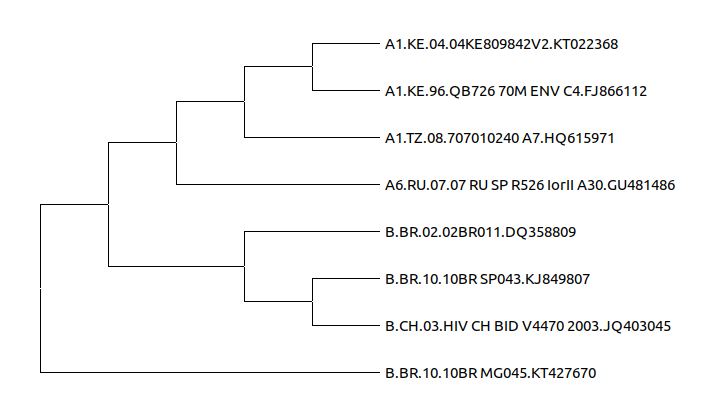 A1.KE.04.04KE809842V2.KT022368
A1.KE.96.QB726 70M ENV C4.FJ866112
A1.TZ.08.707010240 A7.HQ615971
A6.RU.07.07 RU SP R526 IorII A30.GU481486
B.BR.02.02BR011.DQ358809
B.BR.10.10BR SP043.KJ849807
B.CH.03.HIV CH BID V4470 2003.JQ403045
B.BR.10.10BR MG045.KT427670